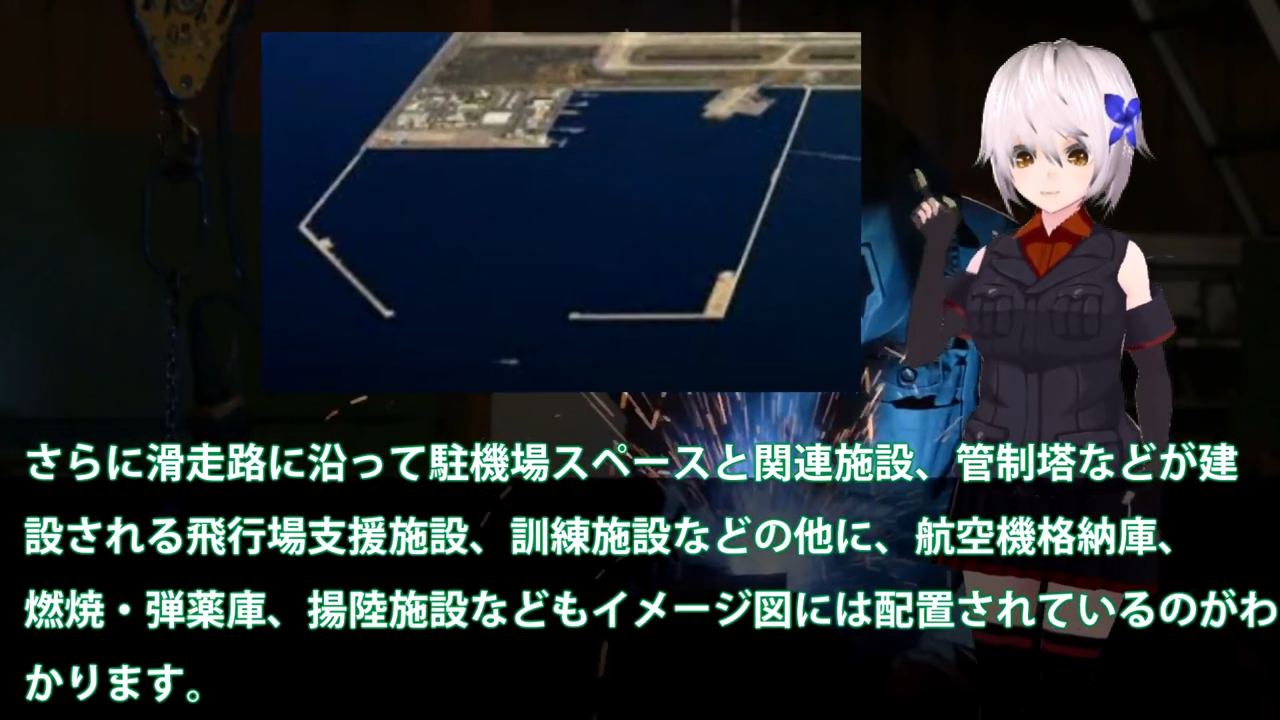 さらに滑走路に沿って駐機場スペースと関連施設、管制塔などが建
設される飛行場支援施設、訓練施設などの他に、航空機格納庫、
燃焼・弾薬庫、揚陸施設などもイメージ図には配置されているのがわ
かります。